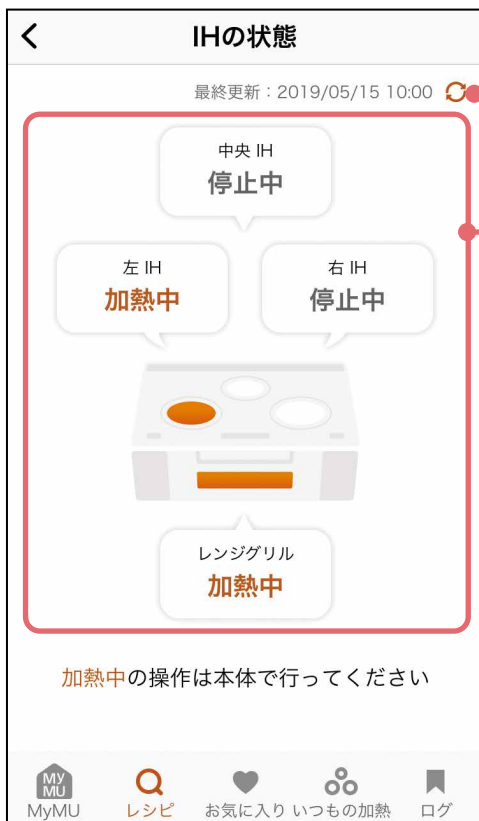 IHの状態
最終更新：2019/05/15 10:00
中央 IH
停止中
左 IH
加熱中
右 IH
停止中
レンジグリル
加熱中
加熱中の操作は本体で行ってください
MY
MU
MyMU
レシピ
お気に入り
いつもの加熱
ログ